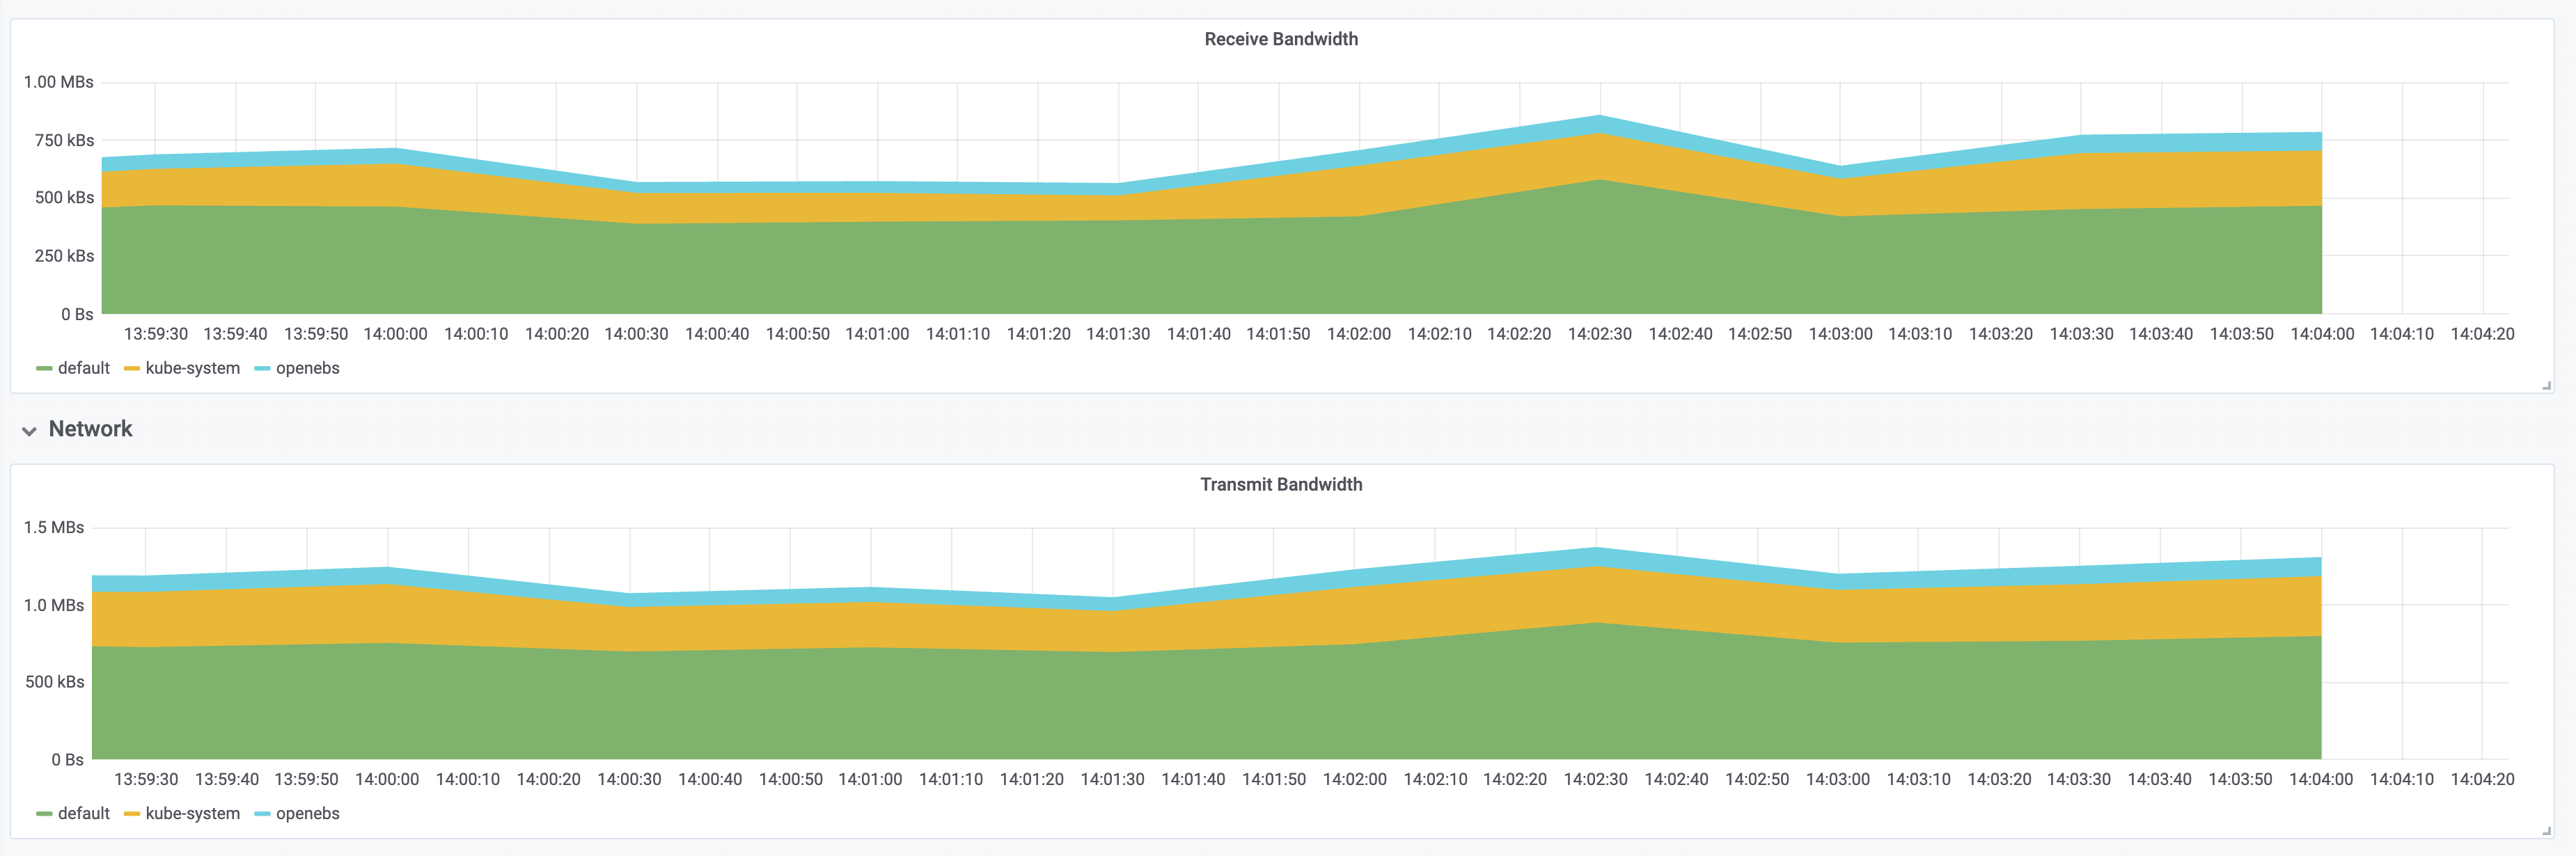 Receive Bandwidth
1.00 MBs
750 kBs
500 kBs
250 kBs
0 Bs
13:59:30 13:59:40 13:59:50 14:00:00 14:00:10 14:00:20 14:00:30 14:00:40 14:00:50 14:01:00 14:01:10 14:01:20 14:01:30 14:01:40 14:01:50 14:02:00 14:02:10 14:02:20 14:02:30 14:02:40 14:02:50 14:03:00 14:03:10 14:03:20 14:03:30 14:03:40 14:03:50 14:04:00 14:04:10 14:04:20
default kube-system openebs
Network
Transmit Bandwidth
1.5 MBs
1.0 MBs
500 kBs
0 Bs
13:59:30 13:59:40 13:59:50 14:00:00 14:00:10 14:00:20 14:00:30 14:00:40 14:00:50 14:01:00 14:01:10 14:01:20 14:01:30 14:01:40 14:01:50 14:02:00 14:02:10 14:02:20 14:02:30 14:02:40 14:02:50 14:03:00 14:03:10 14:03:20 14:03:30 14:03:40 14:03:50 14:04:00 14:04:10 14:04:20
default kube-system openebs